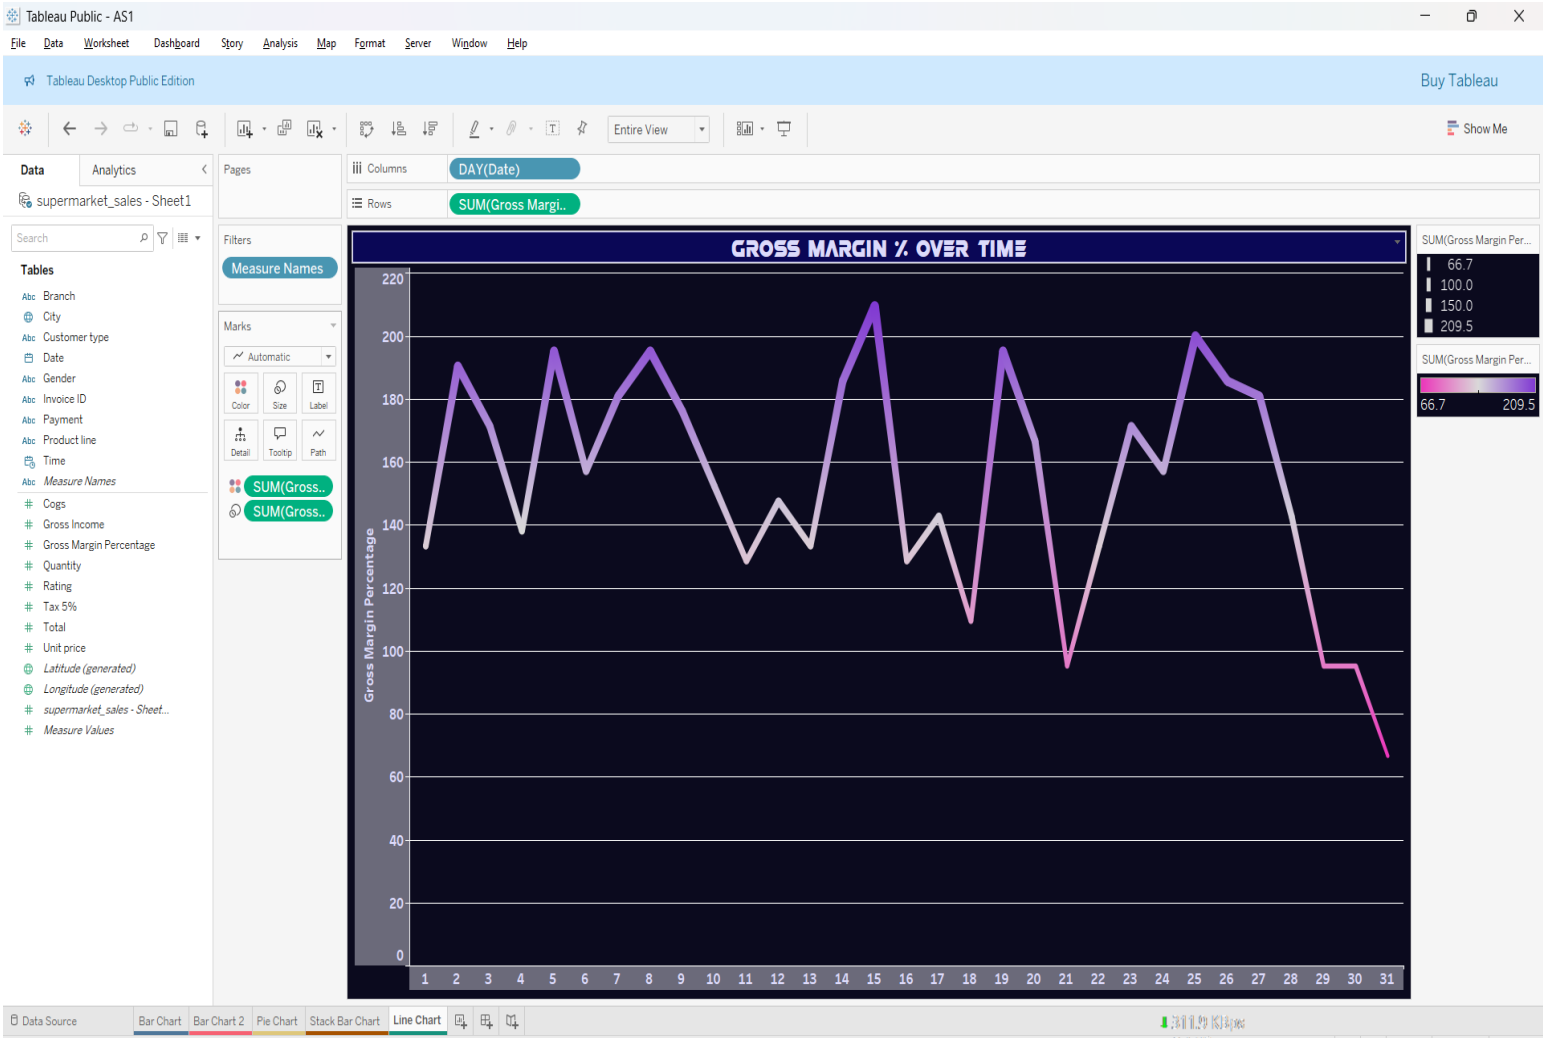 Tableau Public - AS1
File Data Worksheet Dashboard Story Analysis Map Format Server Window Help
Tableau Desktop Public Edition
Buy Tableau
Entire View
Show Me
Data Analytics
Pages
Columns
DAY(Date)
supermarket_sales - Sheet1
Rows
SUM(Gross Margi..
Search
Filters
Measure Names
Tables
Abc Branch
City
Abc Customer type
Date
Abc Gender
Abc Invoice ID
Abc Payment
Abc Product line
Time
Abc Measure Names
# Cogs
# Gross Income
# Gross Margin Percentage
# Quantity
# Rating
# Tax 5%
# Total
# Unit price
Latitude (generated)
Longitude (generated)
# supermarket_sales - Sheet...
# Measure Values
Marks
Automatic
Color Size Label
Detail Tooltip Path
SUM(Gross..
SUM(Gross..
GROSS MARGIN % OVER TIME
Gross Margin Percentage
220
200
180
160
140
120
100
80
60
40
20
0
1 2 3 4 5 6 7 8 9 10 11 12 13 14 15 16 17 18 19 20 21 22 23 24 25 26 27 28 29 30 31
SUM(Gross Margin Per...
66.7
100.0
150.0
209.5
SUM(Gross Margin Per...
66.7 209.5
Data Source Bar Chart Bar Chart 2 Pie Chart Stack Bar Chart Line Chart